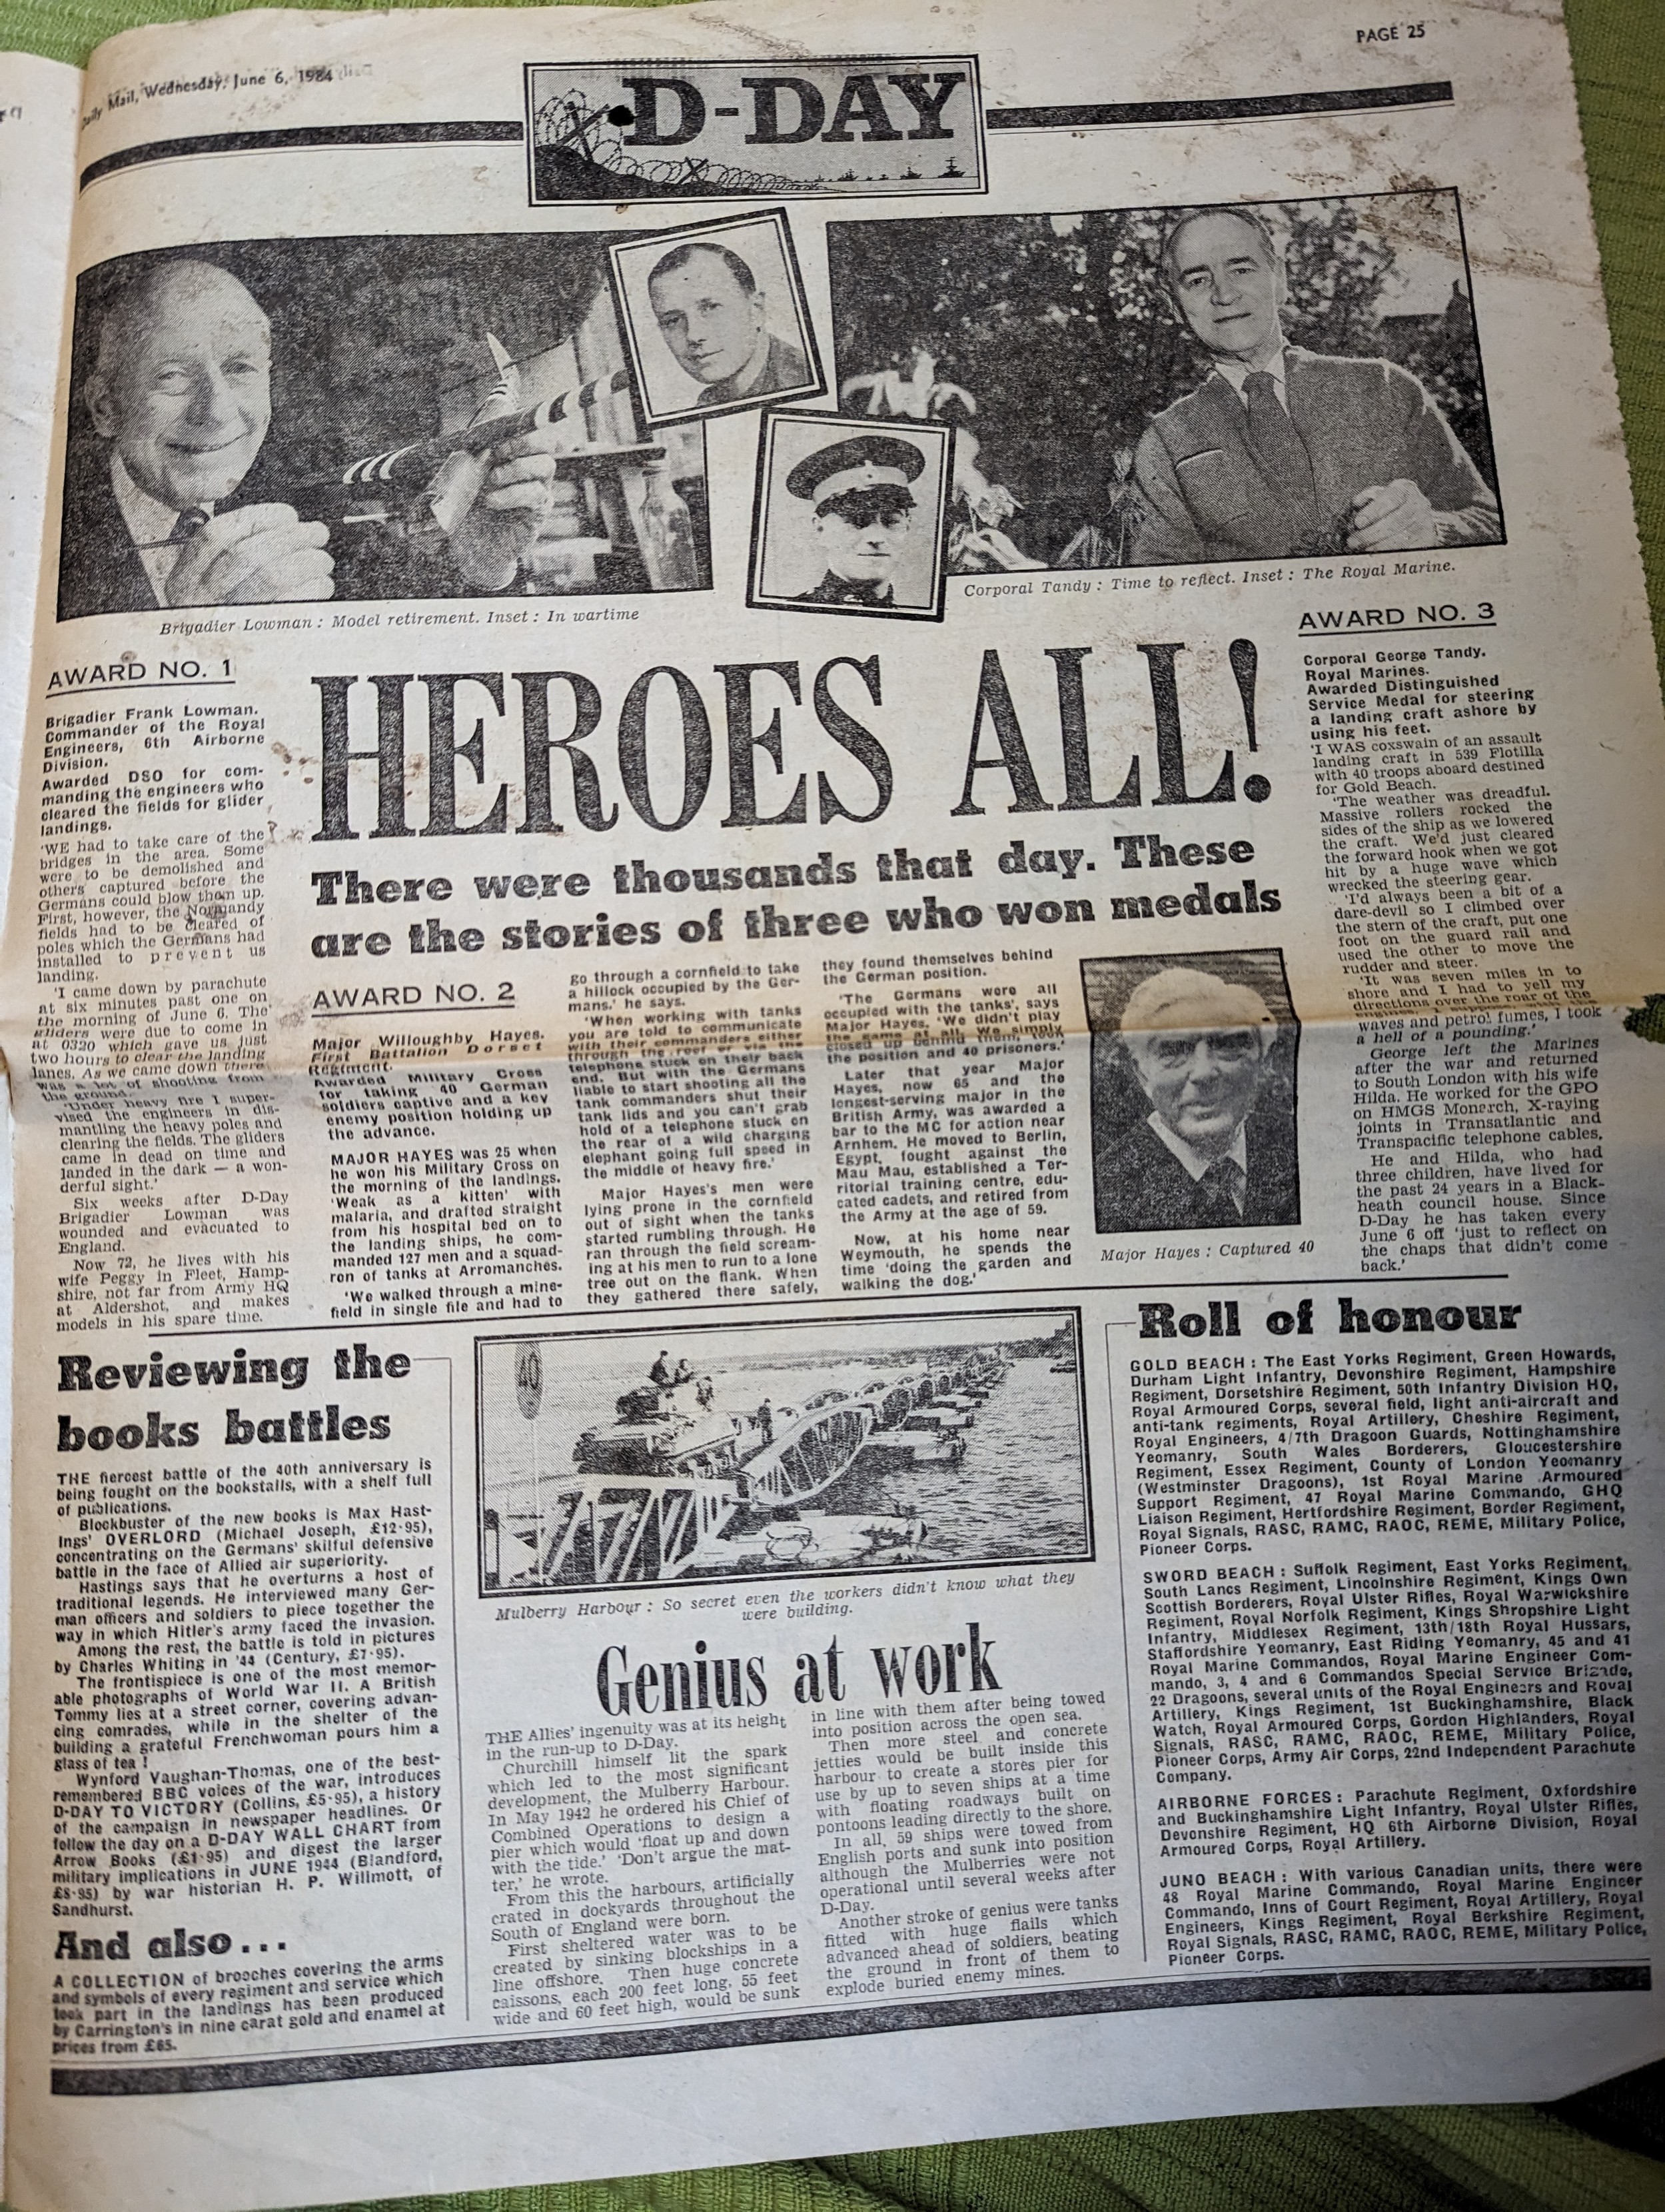 Daily Mail, Wednesday, June 6, 1984
PAGE 25
D-DAY
Brigadier Lowman: Model retirement. Inset: In wartime
Corporal Tandy: Time to reflect. Inset: The Royal Marine.
HEROES ALL!
There were thousands that day. These
are the stories of three who won medals
AWARD NO. 1
Brigadier Frank Lowman.
Commander of the Royal
Engineers, 6th Airborne
Division.
Awarded DSO for com-
manding the engineers who
cleared the fields for glider
landings.
'WE had to take care of the
bridges in the area. Some
were to be demolished and
others captured before the
Germans could blow them up.
First, however, the Normandy
fields had to be cleared of
poles which the Germans had
installed to prevent us
landing.
'I came down by parachute
at six minutes past one on
the morning of June 6. The
gliders were due to come in
at 0320 which gave us just
two hours to clear the landing
lanes. As we came down there
was a lot of shooting from
the ground.
'Under heavy fire I super-
vised the engineers in dis-
mantling the heavy poles and
clearing the fields. The gliders
came in dead on time and
landed in the dark — a won-
derful sight.'
Six weeks after D-Day
Brigadier Lowman was
wounded and evacuated to
England.
Now 72, he lives with his
wife Peggy in Fleet, Hamp-
shire, not far from Army HQ
at Aldershot, and makes
models in his spare time.
AWARD NO. 2
Major Willoughby Hayes.
First Battalion Dorset
Regiment.
Awarded Military Cross
for taking 40 German
soldiers captive and a key
enemy position holding up
the advance.
MAJOR HAYES was 25 when
he won his Military Cross on
the morning of the landings.
'Weak as a kitten' with
malaria, and drafted straight
from his hospital bed on to
the landing ships, he com-
manded 127 men and a squad-
ron of tanks at Arromanches.
'We walked through a mine-
field in single file and had to
go through a cornfield to take
a hillock occupied by the Ger-
mans.' he says.
'When working with tanks
you are told to communicate
with their commanders either
through the roof or via the
telephone stuck on their back
end. But with the Germans
liable to start shooting all the
tank commanders shut their
tank lids and you can't grab
hold of a telephone stuck on
the rear of a wild charging
elephant going full speed in
the middle of heavy fire.'
Major Hayes's men were
lying prone in the cornfield
out of sight when the tanks
started rumbling through. He
ran through the field scream-
ing at his men to run to a lone
tree out on the flank. When
they gathered there safely,
they found themselves behind
the German position.
'The Germans were all
occupied with the tanks', says
Major Hayes. 'We didn't play
the game at all. We simply
closed up behind them, took
the position and 40 prisoners.'
Later that year Major
Hayes, now 65 and the
longest-serving major in the
British Army, was awarded a
bar to the MC for action near
Arnhem. He moved to Berlin,
Egypt, fought against the
Mau Mau, established a Ter-
ritorial training centre, edu-
cated cadets, and retired from
the Army at the age of 59.
Now, at his home near
Weymouth, he spends the
time 'doing the garden and
walking the dog.'
Major Hayes: Captured 40
AWARD NO. 3
Corporal George Tandy.
Royal Marines.
Awarded Distinguished
Service Medal for steering
a landing craft ashore by
using his feet.
'I WAS coxswain of an assault
landing craft in 539 Flotilla
with 40 troops aboard destined
for Gold Beach.
'The weather was dreadful.
Massive rollers rocked the
sides of the ship as we lowered
the craft. We'd just cleared
the forward hook when we got
hit by a huge wave which
wrecked the steering gear.
'I'd always been a bit of a
dare-devil so I climbed over
the stern of the craft, put one
foot on the guard rail and
used the other to move the
rudder and steer.
'It was seven miles in to
shore and I had to yell my
directions over the roar of the
waves and petrol fumes, I took
a hell of a pounding.'
George left the Marines
after the war and returned
to South London with his wife
Hilda. He worked for the GPO
on HMGS Monarch, X-raying
joints in Transatlantic and
Transpacific telephone cables.
He and Hilda, who had
three children, have lived for
the past 24 years in a Black-
heath council house. Since
D-Day he has taken every
June 6 off 'just to reflect on
the chaps that didn't come
back.'
Reviewing the
books battles
THE fiercest battle of the 40th anniversary is
being fought on the bookstalls, with a shelf full
of publications.
Blockbuster of the new books is Max Hast-
ings' OVERLORD (Michael Joseph, £12·95),
concentrating on the Germans' skilful defensive
battle in the face of Allied air superiority.
Hastings says that he overturns a host of
traditional legends. He interviewed many Ger-
man officers and soldiers to piece together the
way in which Hitler's army faced the invasion.
Among the rest, the battle is told in pictures
by Charles Whiting in '44 (Century, £7·95).
The frontispiece is one of the most memor-
able photographs of World War II. A British
Tommy lies at a street corner, covering advan-
cing comrades, while in the shelter of the
building a grateful Frenchwoman pours him a
glass of tea!
Wynford Vaughan-Thomas, one of the best-
remembered BBC voices of the war, introduces
D-DAY TO VICTORY (Collins, £5·95), a history
of the campaign in newspaper headlines. Or
follow the day on a D-DAY WALL CHART from
Arrow Books (£1·95) and digest the larger
military implications in JUNE 1944 (Blandford,
£8·95) by war historian H. P. Willmott, of
Sandhurst.
And also...
A COLLECTION of brooches covering the arms
and symbols of every regiment and service which
took part in the landings has been produced
by Carrington's in nine carat gold and enamel at
prices from £65.
40
Mulberry Harbour: So secret even the workers didn't know what they
were building.
Genius at work
THE Allies' ingenuity was at its height
in the run-up to D-Day.
Churchill himself lit the spark
which led to the most significant
development, the Mulberry Harbour.
In May 1942 he ordered his Chief of
Combined Operations to design a
pier which would 'float up and down
with the tide.' 'Don't argue the mat-
ter,' he wrote.
From this the harbours, artificially
crated in dockyards throughout the
South of England were born.
First sheltered water was to be
created by sinking blockships in a
line offshore. Then huge concrete
caissons, each 200 feet long, 55 feet
wide and 60 feet high, would be sunk
in line with them after being towed
into position across the open sea.
Then more steel and concrete
jetties would be built inside this
harbour to create a stores pier for
use by up to seven ships at a time
with floating roadways built on
pontoons leading directly to the shore.
In all, 59 ships were towed from
English ports and sunk into position
although the Mulberries were not
operational until several weeks after
D-Day.
Another stroke of genius were tanks
fitted with huge flails which
advanced ahead of soldiers, beating
the ground in front of them to
explode buried enemy mines.
Roll of honour
GOLD BEACH: The East Yorks Regiment, Green Howards,
Durham Light Infantry, Devonshire Regiment, Hampshire
Regiment, Dorsetshire Regiment, 50th Infantry Division HQ,
Royal Armoured Corps, several field, light anti-aircraft and
anti-tank regiments, Royal Artillery, Cheshire Regiment,
Royal Engineers, 4/7th Dragoon Guards, Nottinghamshire
Yeomanry, South Wales Borderers, Gloucestershire
Regiment, Essex Regiment, County of London Yeomanry
(Westminster Dragoons), 1st Royal Marine Armoured
Support Regiment, 47 Royal Marine Commando, GHQ
Liaison Regiment, Hertfordshire Regiment, Border Regiment,
Royal Signals, RASC, RAMC, RAOC, REME, Military Police,
Pioneer Corps.
SWORD BEACH: Suffolk Regiment, East Yorks Regiment,
South Lancs Regiment, Lincolnshire Regiment, Kings Own
Scottish Borderers, Royal Ulster Rifles, Royal Warwickshire
Regiment, Royal Norfolk Regiment, Kings Shropshire Light
Infantry, Middlesex Regiment, 13th/18th Royal Hussars,
Staffordshire Yeomanry, East Riding Yeomanry, 45 and 41
Royal Marine Commandos, Royal Marine Engineer Com-
mando, 3, 4 and 6 Commandos Special Service Brigade,
22 Dragoons, several units of the Royal Engineers and Royal
Artillery, Kings Regiment, 1st Buckinghamshire, Black
Watch, Royal Armoured Corps, Gordon Highlanders, Royal
Signals, RASC, RAMC, RAOC, REME, Military Police,
Pioneer Corps, Army Air Corps, 22nd Independent Parachute
Company.
AIRBORNE FORCES: Parachute Regiment, Oxfordshire
and Buckinghamshire Light Infantry, Royal Ulster Rifles,
Devonshire Regiment, HQ 6th Airborne Division, Royal
Armoured Corps, Royal Artillery.
JUNO BEACH: With various Canadian units, there were
48 Royal Marine Commando, Royal Marine Engineer
Commando, Inns of Court Regiment, Royal Artillery, Royal
Engineers, Kings Regiment, Royal Berkshire Regiment,
Royal Signals, RASC, RAMC, RAOC, REME, Military Police,
Pioneer Corps.